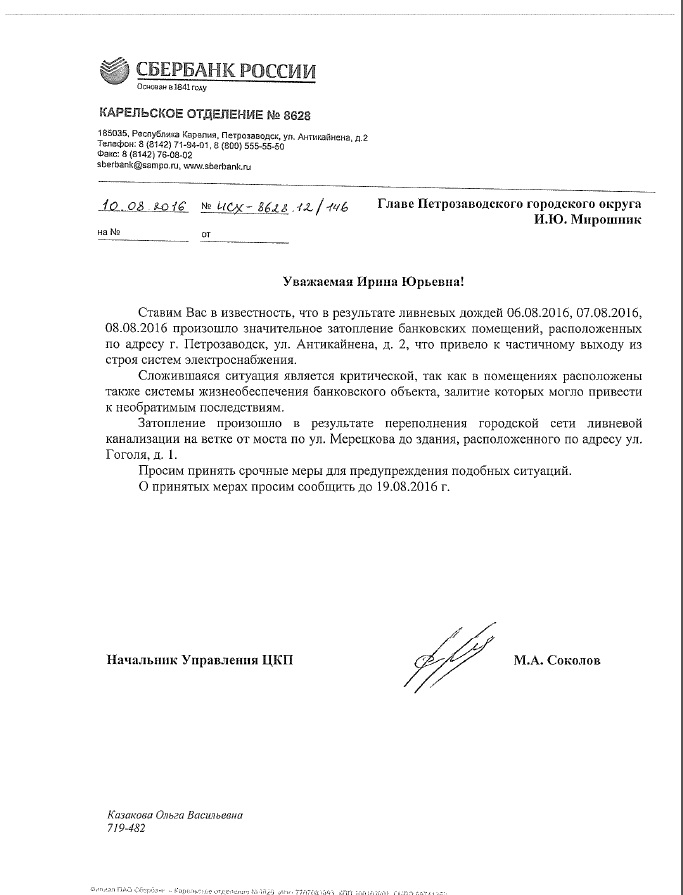 СБЕРБАНК РОССИИ
Основан в 1841 году
КАРЕЛЬСКОЕ ОТДЕЛЕНИЕ № 8628
185035, Республика Карелия, Петрозаводск, ул. Антикайнена, д.2
Телефон: 8 (8142) 71-94-01, 8 (800) 555-55-50
Факс: 8 (8142) 76-08-02
sberbank@sampo.ru, www.sberbank.ru
10.08.2016 № исх-8628.12/146
на № от
Главе Петрозаводского городского округа
И.Ю. Мирошник
Уважаемая Ирина Юрьевна!
Ставим Вас в известность, что в результате ливневых дождей 06.08.2016, 07.08.2016,
08.08.2016 произошло значительное затопление банковских помещений, расположенных
по адресу г. Петрозаводск, ул. Антикайнена, д. 2, что привело к частичному выходу из
строя систем электроснабжения.
Сложившаяся ситуация является критической, так как в помещениях расположены
также системы жизнеобеспечения банковского объекта, залитие которых могло привести
к необратимым последствиям.
Затопление произошло в результате переполнения городской сети ливневой
канализации на ветке от моста по ул. Мерецкова до здания, расположенного по адресу ул.
Гоголя, д. 1.
Просим принять срочные меры для предупреждения подобных ситуаций.
О принятых мерах просим сообщить до 19.08.2016 г.
Начальник Управления ЦКП М.А. Соколов
Казакова Ольга Васильевна
719-482
Филиал ПАО Сбербанк – Карельское отделение №8628